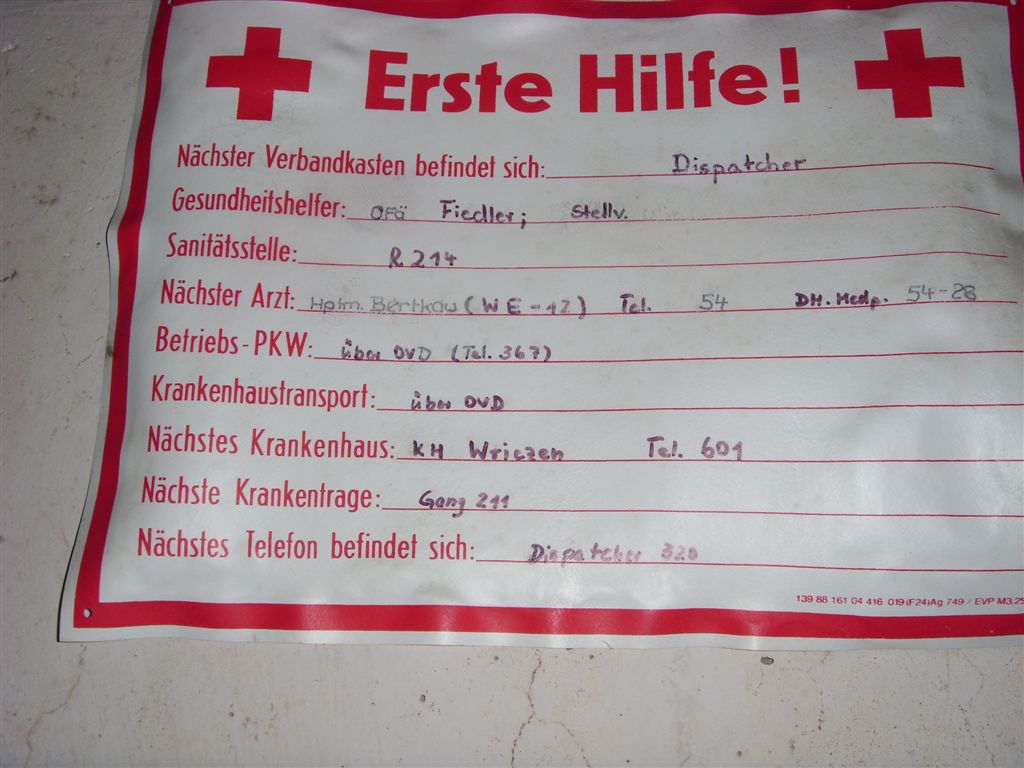 Erste Hilfe!
Nächster Verbandkasten befindet sich: Dispatcher
Gesundheitshelfer: OFä Fiedler; Stellv.
Sanitätsstelle: R 214
Nächster Arzt: Hptm. Bertkau (WE-12) Tel. 54 DH. Medp. 54-28
Betriebs-PKW: über OVD (Tel. 367)
Krankenhaustransport: über OVD
Nächstes Krankenhaus: KH Wriezen Tel. 601
Nächste Krankentrage: Gang 211
Nächstes Telefon befindet sich: Dispatcher 320
139 88 161 04 416 019 (F24) Ag 749 / EVP M3,25